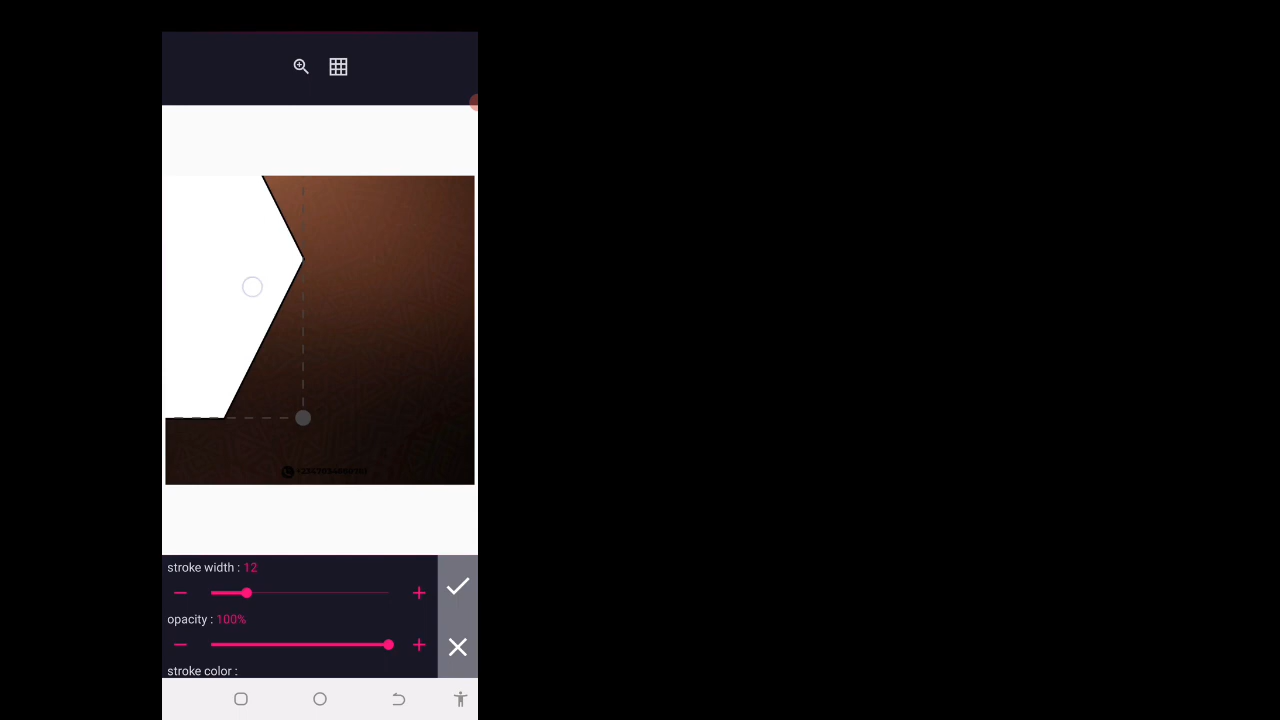 stroke width : 12
opacity : 100%
stroke color :